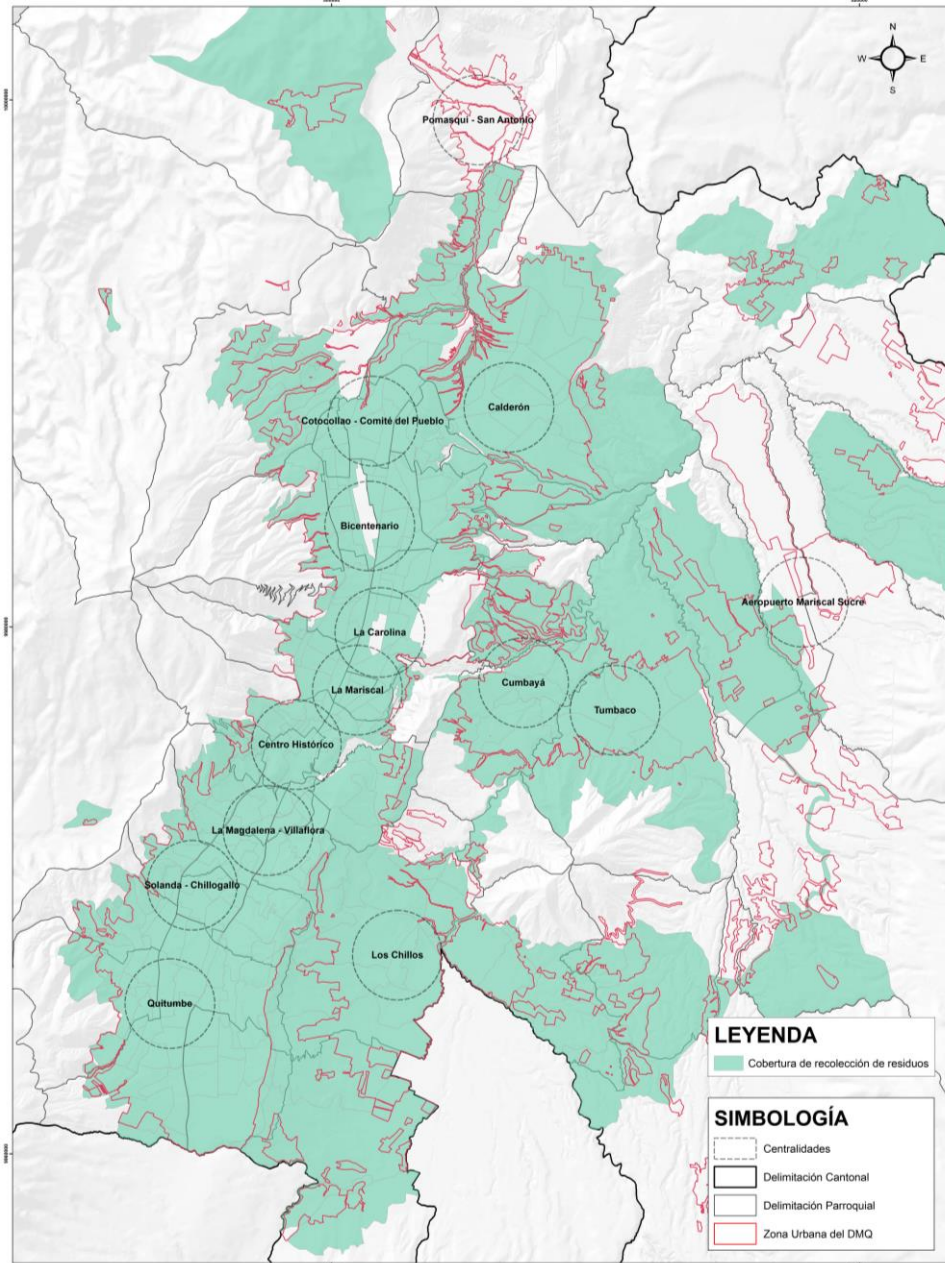 N
W E
S
Pomasqui - San Antonio
Calderón
Cotocollao - Comité del Pueblo
Bicentenario
Aeropuerto Mariscal Sucre
La Carolina
La Mariscal
Cumbayá
Tumbaco
Centro Histórico
La Magdalena - Villaflora
Solanda - Chillogallo
Los Chillos
Quitumbe
LEYENDA
Cobertura de recolección de residuos
SIMBOLOGÍA
Centralidades
Delimitación Cantonal
Delimitación Parroquial
Zona Urbana del DMQ